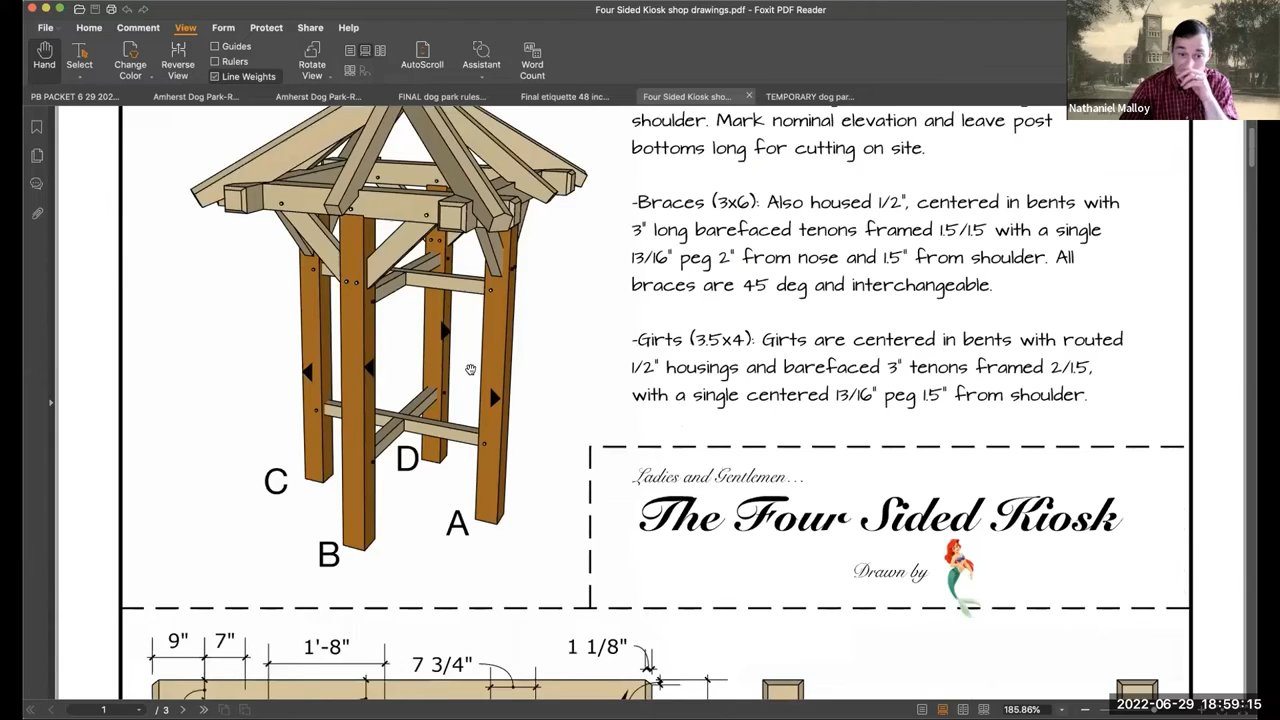 Four Sided Kiosk shop drawings.pdf - Foxit PDF Reader
File Home Comment View Form Protect Share Help
Hand
Select
Change Color
Reverse View
Guides
Rulers
Line Weights
Rotate View
AutoScroll
Assistant
Word Count
PB PACKET 6 29 202... Amherst Dog Park-R... Amherst Dog Park-R... FINAL dog park rules... Final etiquette 48 inc... Four Sided Kiosk sho... TEMPORARY dog par...
Nathaniel Malloy
shoulder. Mark nominal elevation and leave post
bottoms long for cutting on site.
-Braces (3x6): Also housed 1/2", centered in bents with
3" long barefaced tenons framed 1.5/1.5 with a single
13/16" peg 2" from nose and 1.5" from shoulder. All
braces are 45 deg and interchangeable.
-Girts (3.5x4): Girts are centered in bents with routed
1/2" housings and barefaced 3" tenons framed 2/1.5,
with a single centered 13/16" peg 1.5" from shoulder.
C
D
A
B
Ladies and Gentlemen...
The Four Sided Kiosk
Drawn by
9" 7" 1'-8" 7 3/4" 1 1/8"
1 / 3
185.86%
2022-06-29 18:59:15